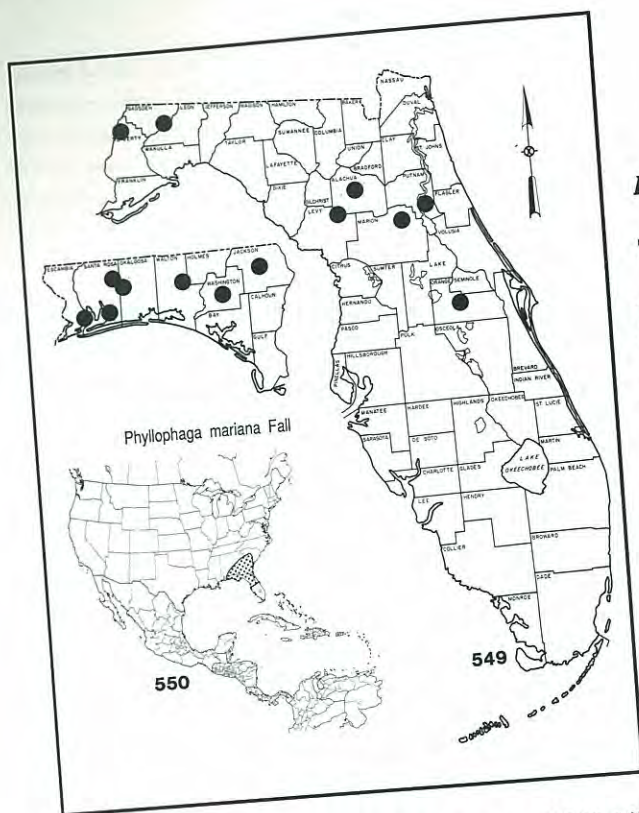 NASSAU
GADSDEN LEON JEFFERSON MADISON HAMILTON BAKER DUVAL
LIBERTY WAKULLA TAYLOR SUWANNEE COLUMBIA UNION CLAY ST JOHNS
FRANKLIN LAFAYETTE BRADFORD
DIXIE GILCHRIST ALACHUA PUTNAM FLAGLER
LEVY MARION VOLUSIA
ESCAMBIA SANTA ROSA OKALOOSA WALTON HOLMES JACKSON
WASHINGTON CALHOUN
BAY GULF
CITRUS SUMTER LAKE
ORANGE SEMINOLE
HERNANDO
PASCO POLK OSCEOLA
PINELLAS HILLSBOROUGH BREVARD
INDIAN RIVER
MANATEE HARDEE HIGHLANDS OKEECHOBEE ST LUCIE
SARASOTA DE SOTO MARTIN
CHARLOTTE GLADES LAKE OKEECHOBEE PALM BEACH
LEE HENDRY
COLLIER BROWARD
MONROE DADE
Phyllophaga mariana Fall
550
549